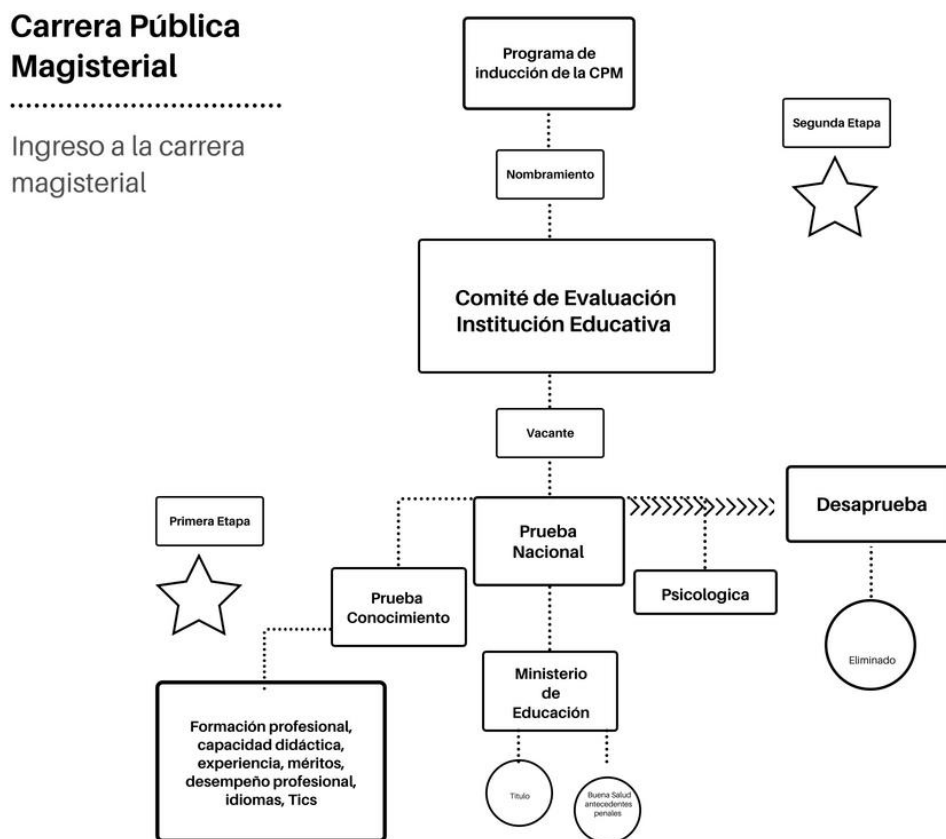 Carrera Pública
Magisterial
Ingreso a la carrera
magisterial
Programa de
inducción de la CPM
Segunda Etapa
Nombramiento
Comité de Evaluación
Institución Educativa
Vacante
Primera Etapa
Prueba
Nacional
Desaprueba
Prueba
Conocimiento
Psicologica
Eliminado
Ministerio
de
Educación
Formación profesional,
capacidad didáctica,
experiencia, méritos,
desempeño profesional,
idiomas, Tics
Titulo
Buena Salud
antecedentes
penales